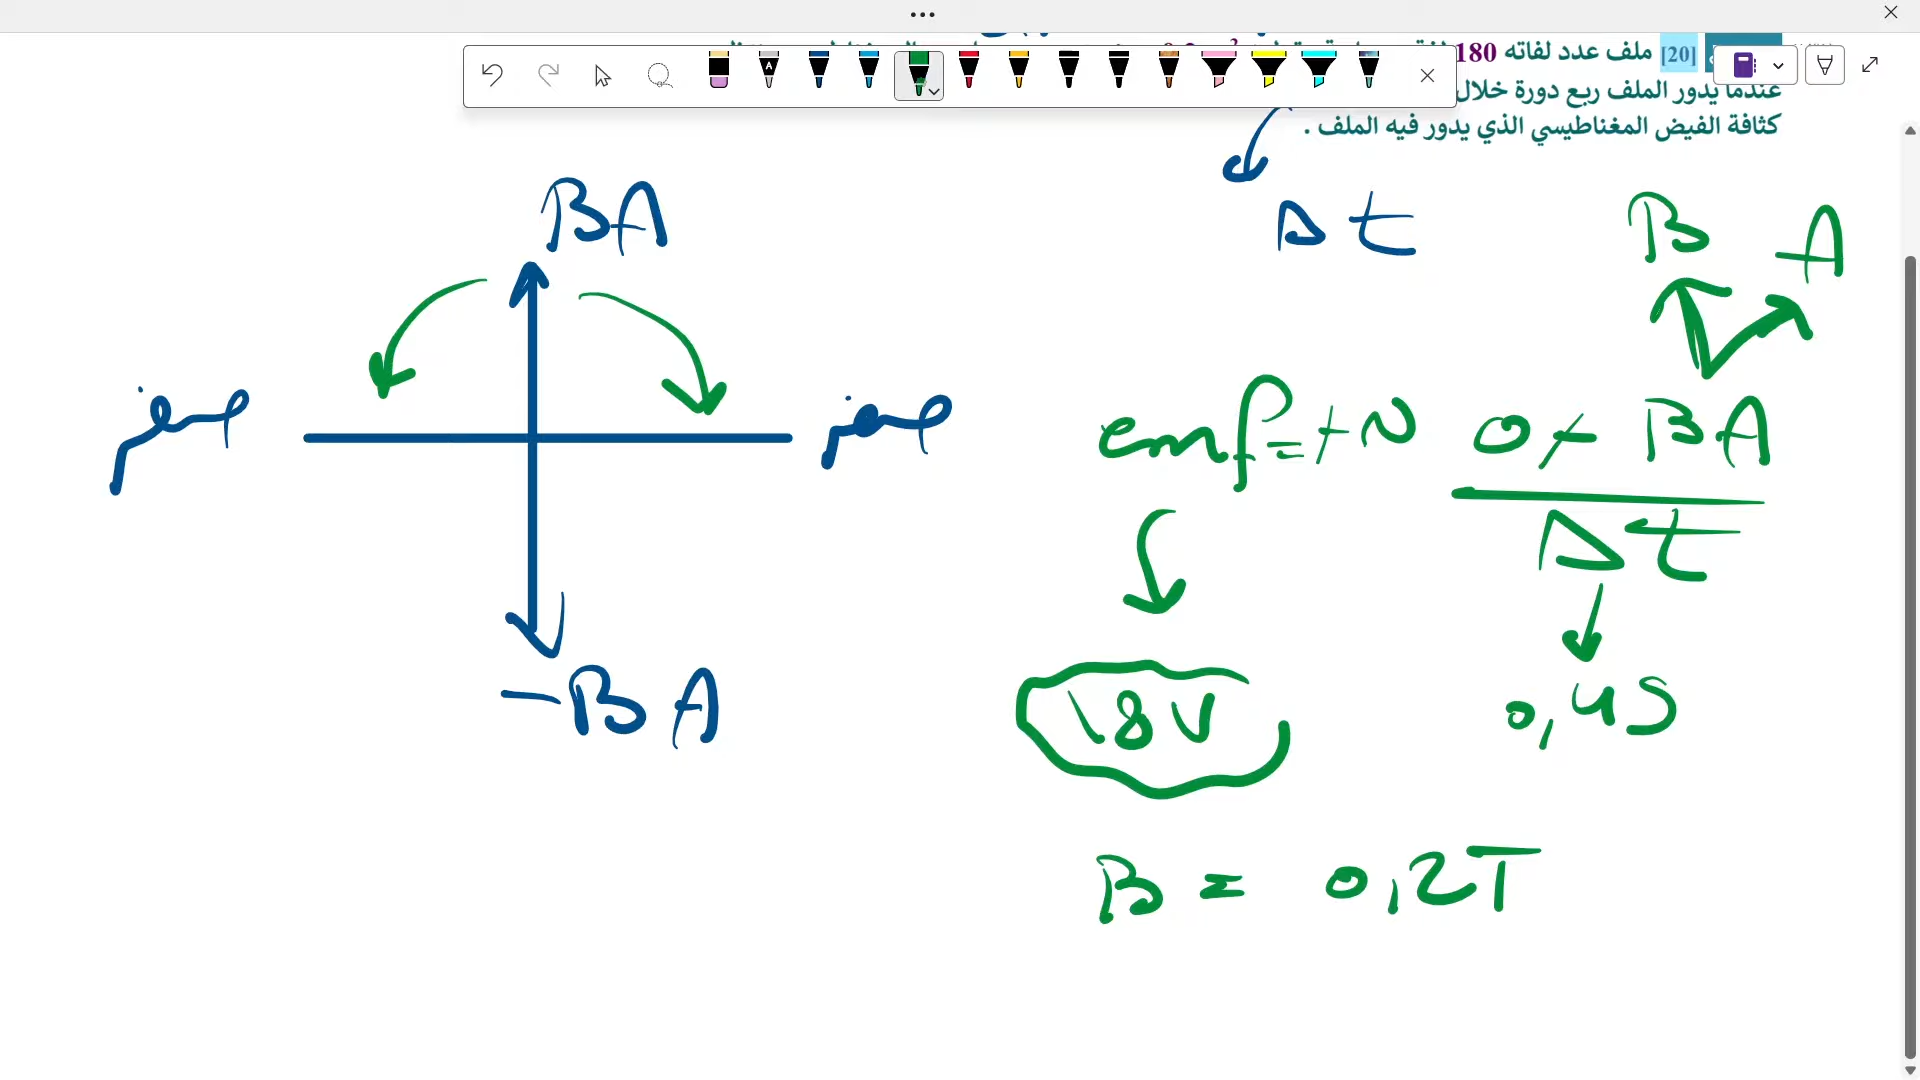 [20] ملف عدد لفاته 180
عندما يدور الملف ربع دورة خلال
كثافة الفيض المغناطيسي الذي يدور فيه الملف .
Δt
BA
B A
صفر
صفر
emf = + N 0 - BA
Δt
-BA
18V
0,4S
B = 0,2T